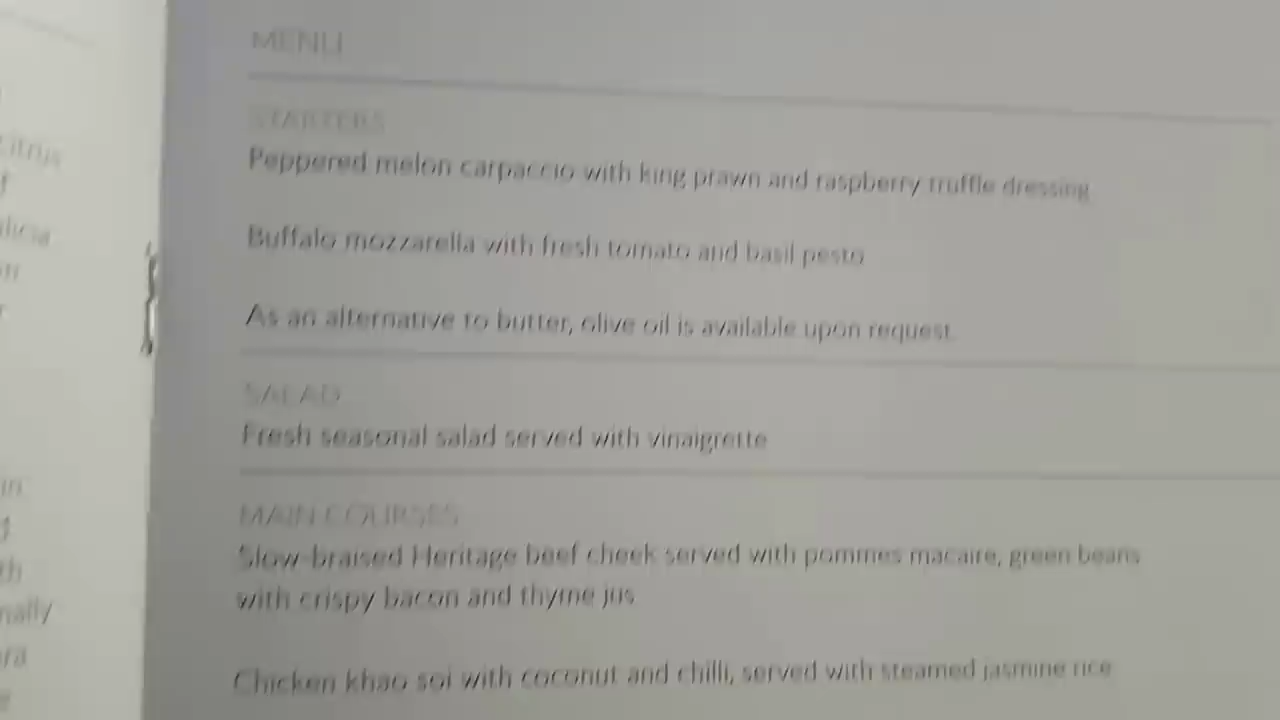 citrus
MENU
STARTERS
Peppered melon carpaccio with king prawn and raspberry truffle dressing
Buffalo mozzarella with fresh tomato and basil pesto
As an alternative to butter, olive oil is available upon request
SALAD
Fresh seasonal salad served with vinaigrette
MAIN COURSES
Slow-braised Heritage beef cheek served with pommes macaire, green beans
with crispy bacon and thyme jus
Chicken khao soi with coconut and chilli, served with steamed jasmine rice